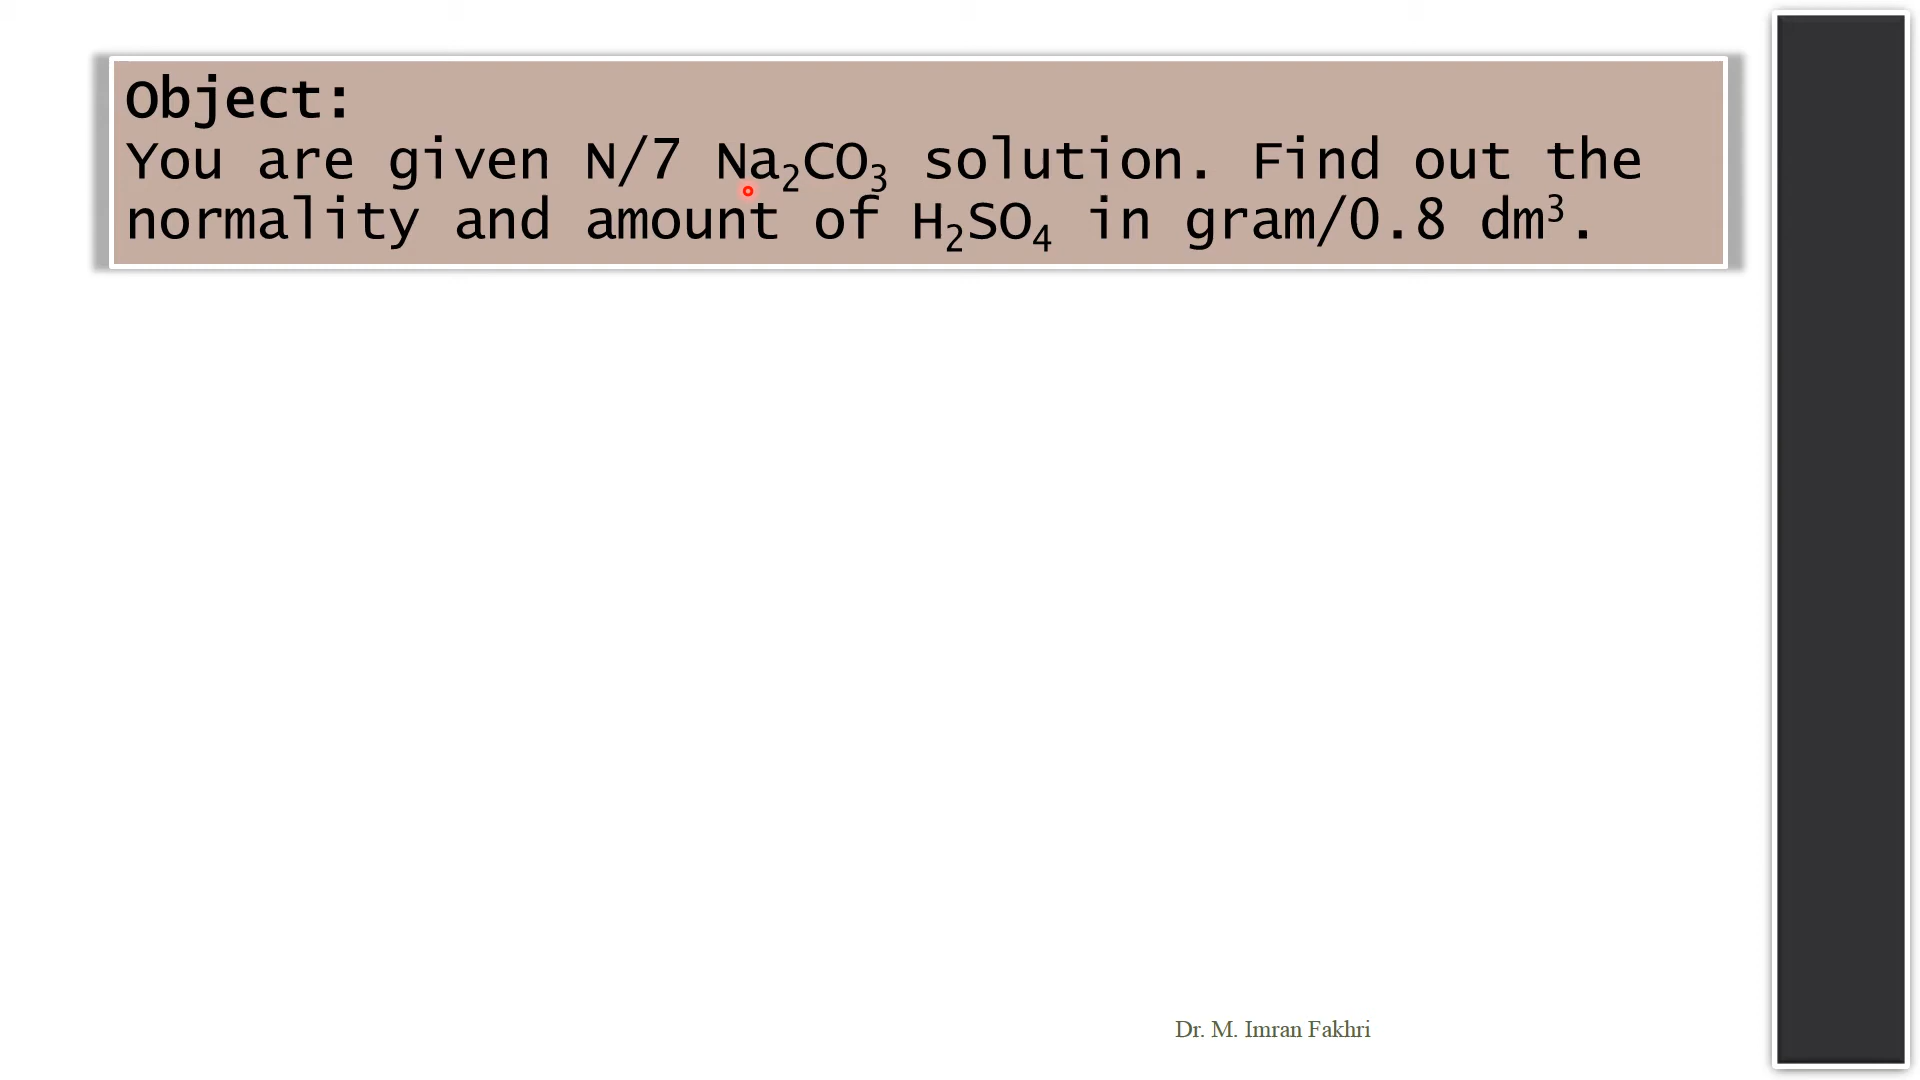 Object:
You are given N/7 Na₂CO₃ solution. Find out the
normality and amount of H₂SO₄ in gram/0.8 dm³.
Dr. M. Imran Fakhri